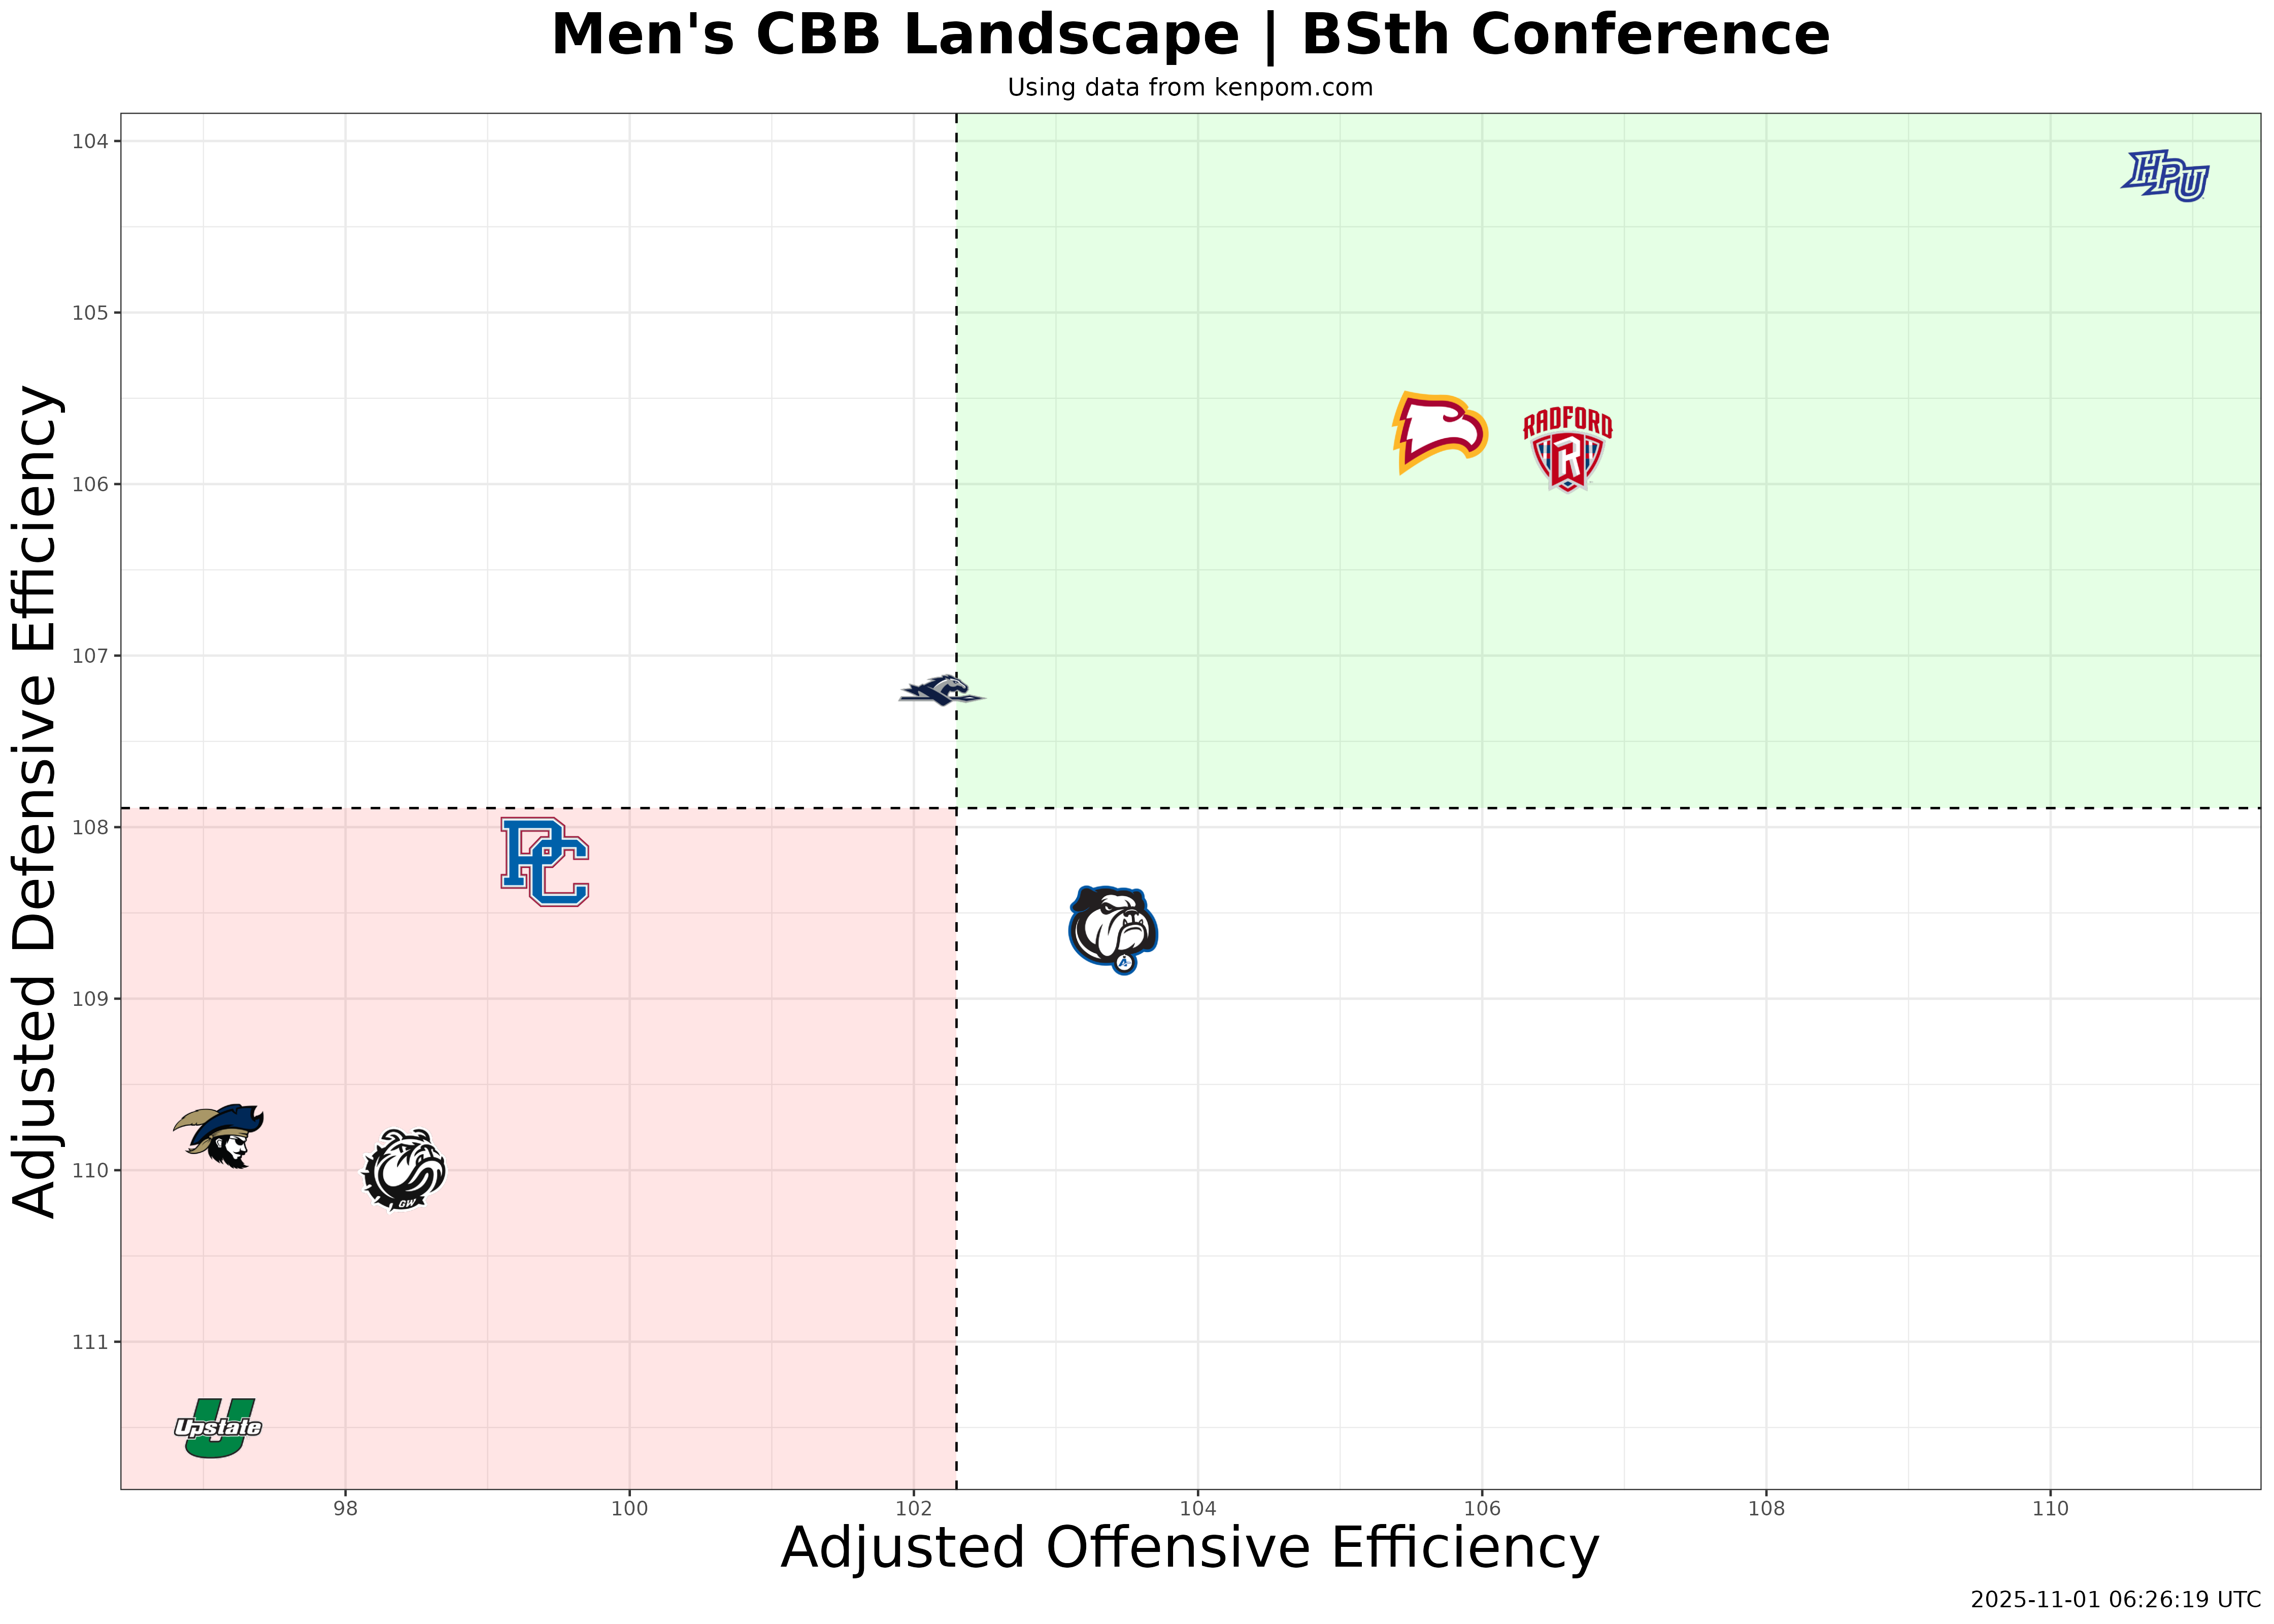 Men's CBB Landscape | BSth Conference
Using data from kenpom.com
Adjusted Defensive Efficiency
104
105
106
107
108
109
110
111
HPU
RADFORD
R
PC
A
GW
U
Upstate
98
100
102
104
106
108
110
Adjusted Offensive Efficiency
2025-11-01 06:26:19 UTC